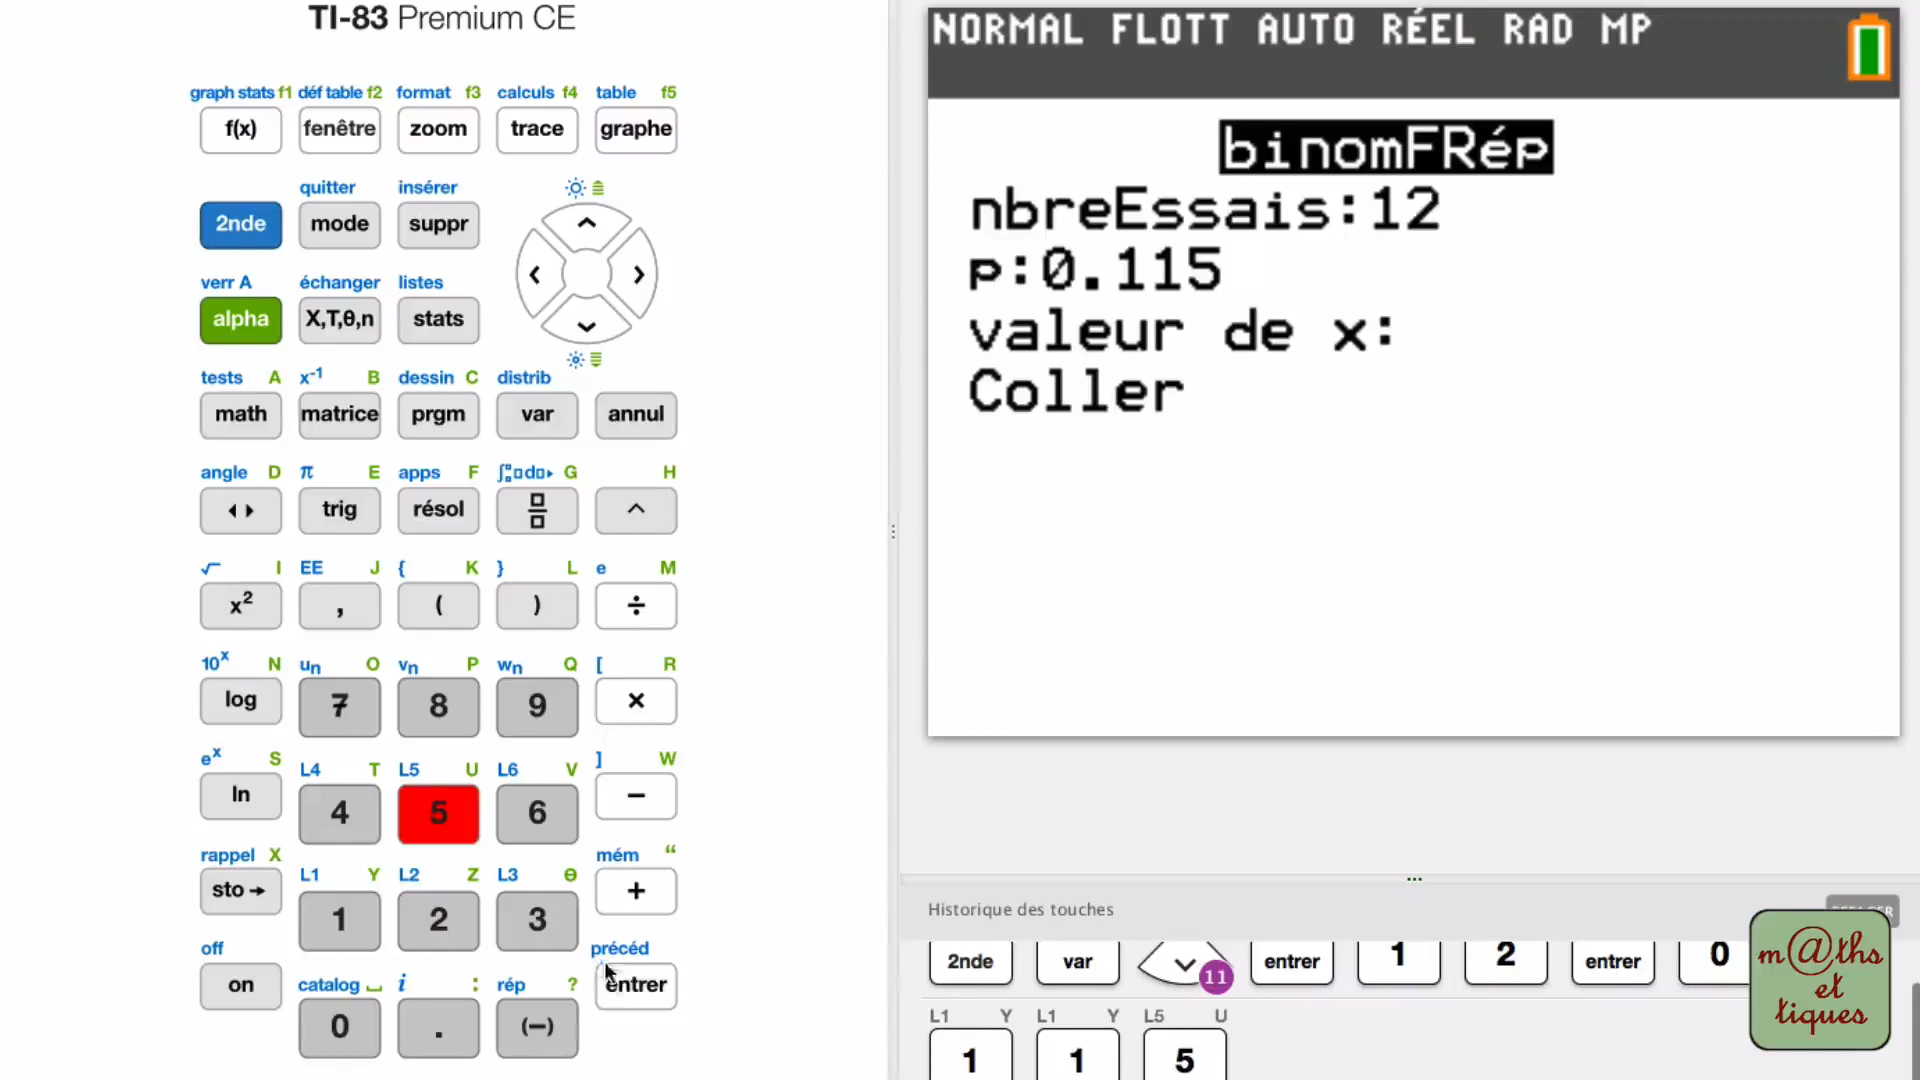 TI-83 Premium CE
graph stats f1 déf table f2 format f3 calculs f4 table f5
f(x) fenêtre zoom trace graphe
quitter insérer
2nde mode suppr
verr A échanger listes
alpha X,T,θ,n stats
tests A x⁻¹ B dessin C distrib
math matrice prgm var annul
angle D π E apps F G H
trig résol ^
√ I EE J { K } L e M
x² , ( ) ÷
10ˣ N uₙ O vₙ P wₙ Q [ R
log 7 8 9 ×
eˣ S L4 T L5 U L6 V ] W
ln 4 5 6 −
rappel X L1 Y L2 Z L3 θ mém “
sto → 1 2 3 +
off précéd
on entrer
catalog i : rép ?
0 . (−)
NORMAL FLOTT AUTO RÉEL RAD MP
binomFRép
nbreEssais:12
p:0.115
valeur de x:
Coller
Historique des touches
2nde var 11 entrer 1 2 entrer 0
L1 Y L1 Y L5 U
1 1 5
m@ths
et
tiques